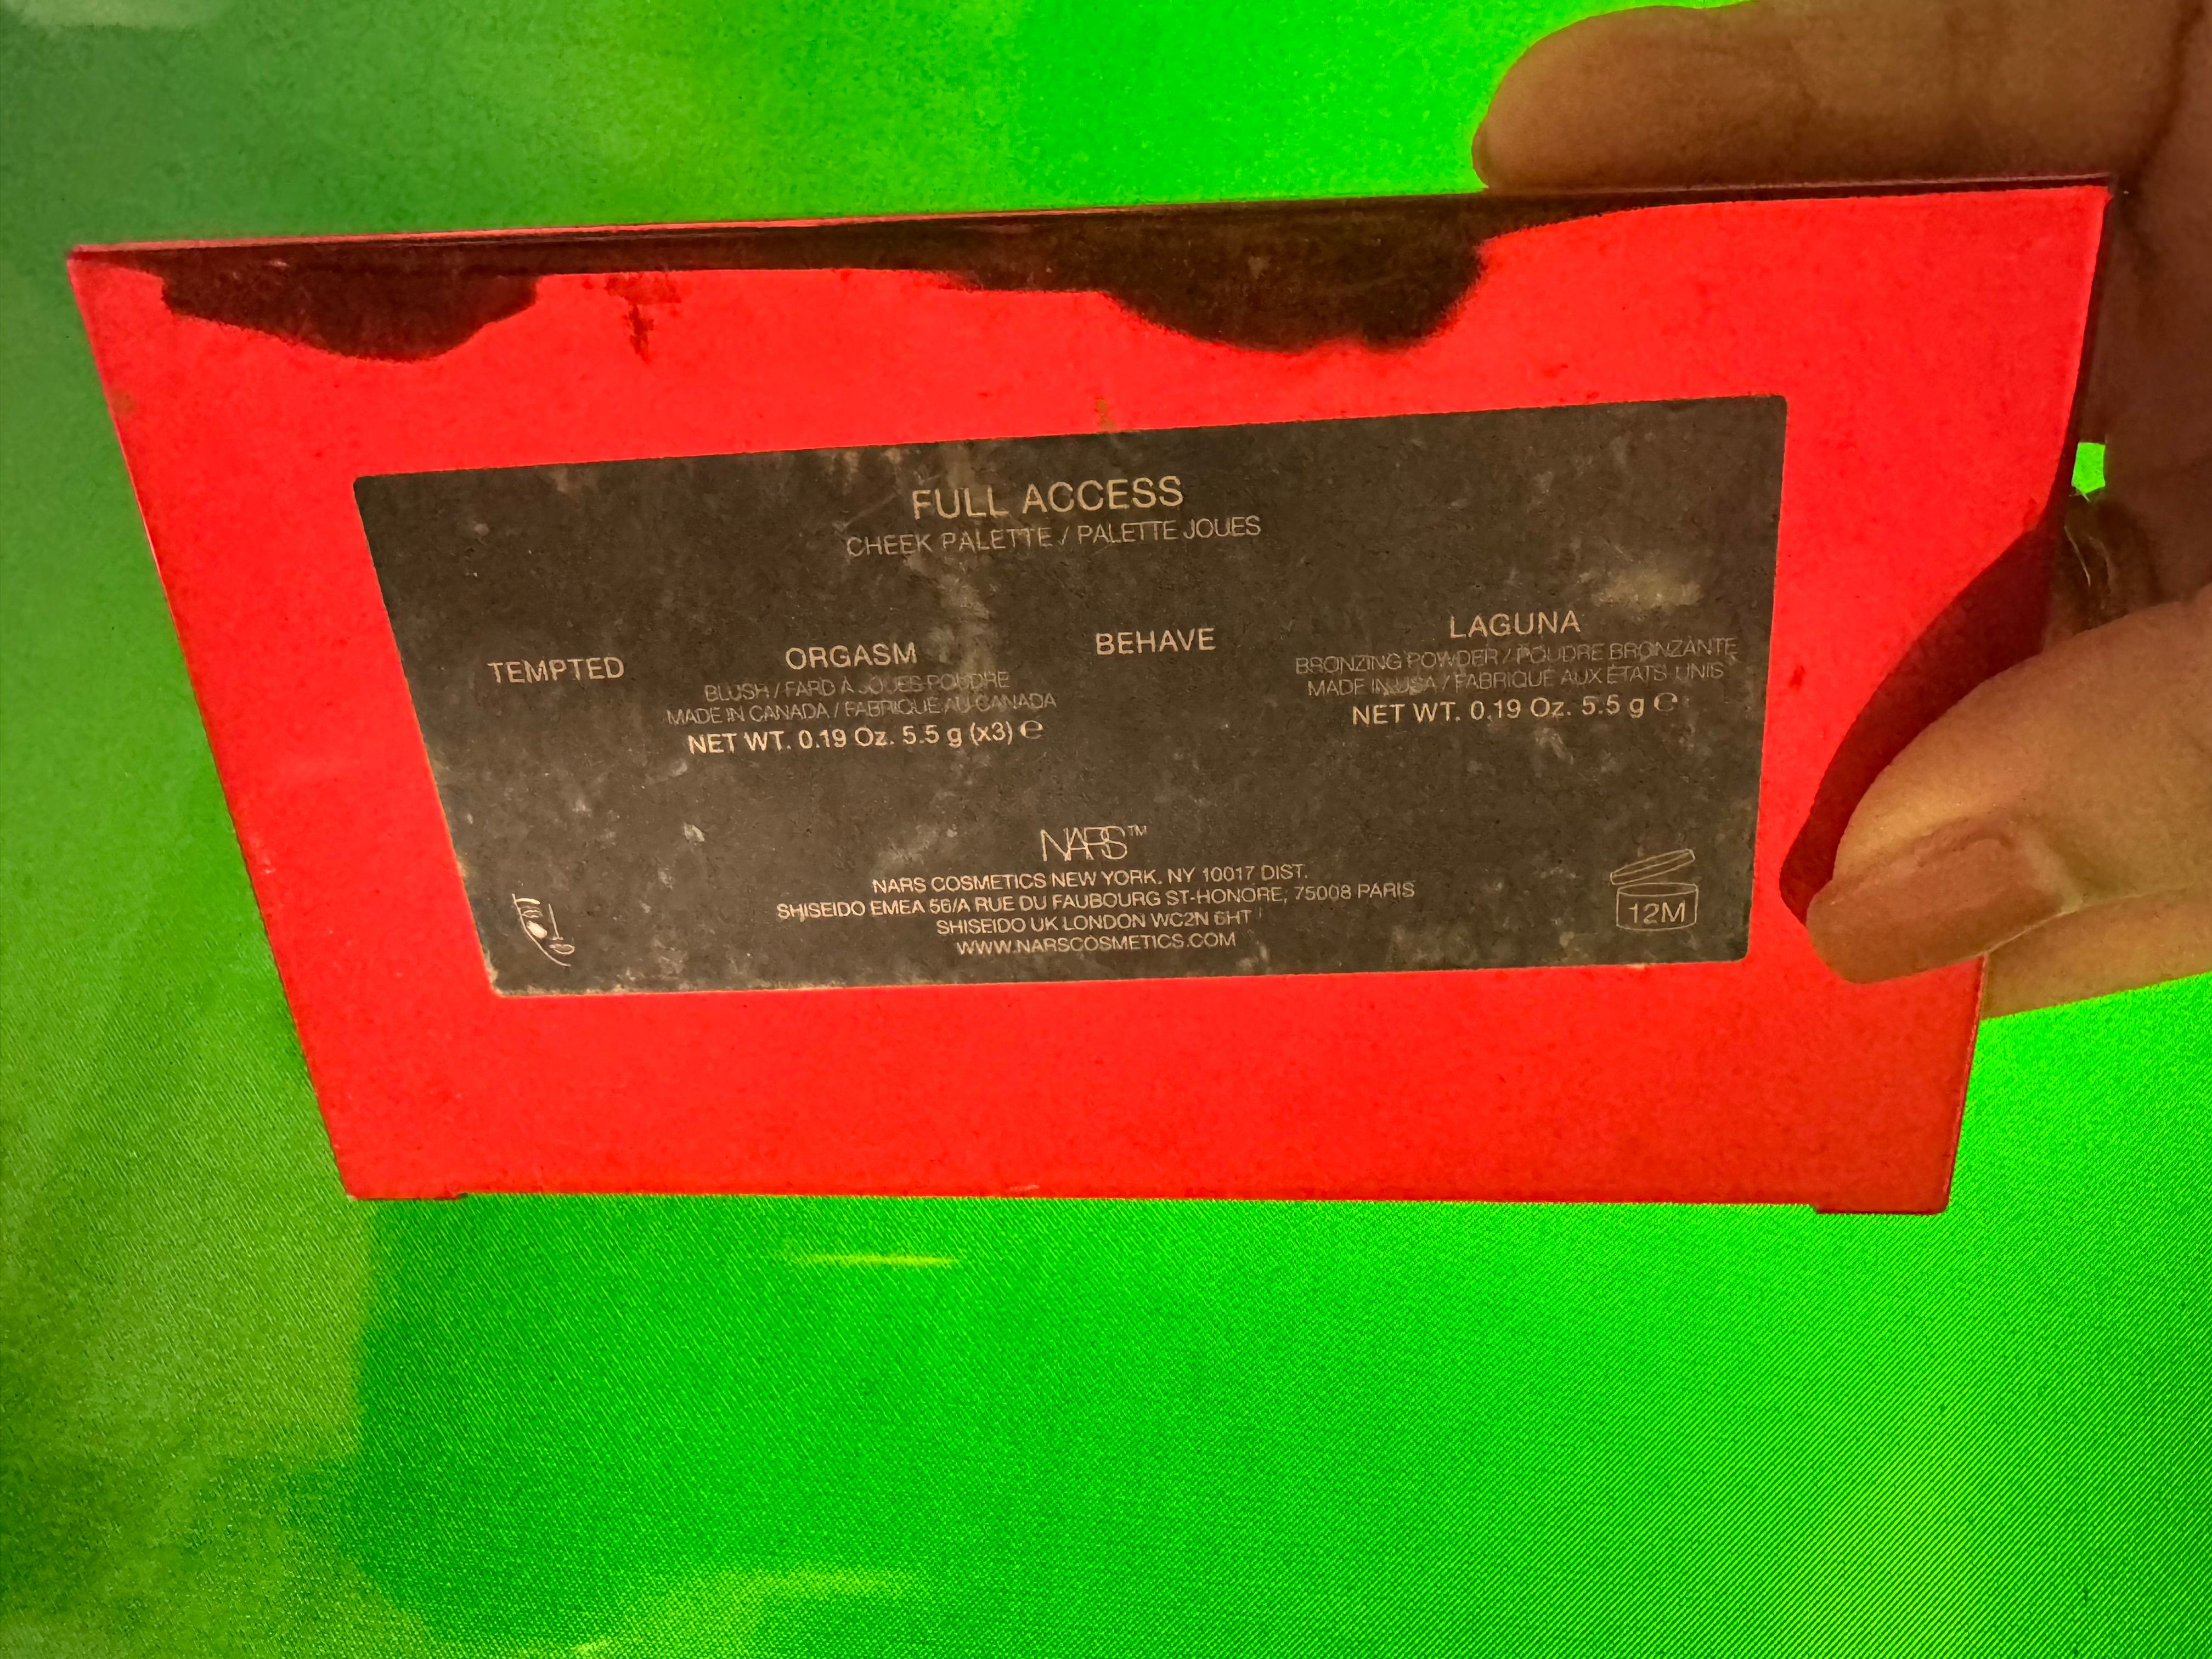 FULL ACCESS
CHEEK PALETTE / PALETTE JOUES
TEMPTED
ORGASM
BLUSH / FARD À JOUES POUDRE
MADE IN CANADA / FABRIQUÉ AU CANADA
NET WT. 0.19 Oz. 5.5 g (x3) ℮
BEHAVE
LAGUNA
BRONZING POWDER / POUDRE BRONZANTE
MADE IN USA / FABRIQUÉ AUX ÉTATS UNIS
NET WT. 0.19 Oz. 5.5 g ℮
NARS™
NARS COSMETICS NEW YORK, NY 10017 DIST.
SHISEIDO EMEA 56/A RUE DU FAUBOURG ST-HONORE, 75008 PARIS
SHISEIDO UK LONDON WC2N 6HT
WWW.NARSCOSMETICS.COM
12M